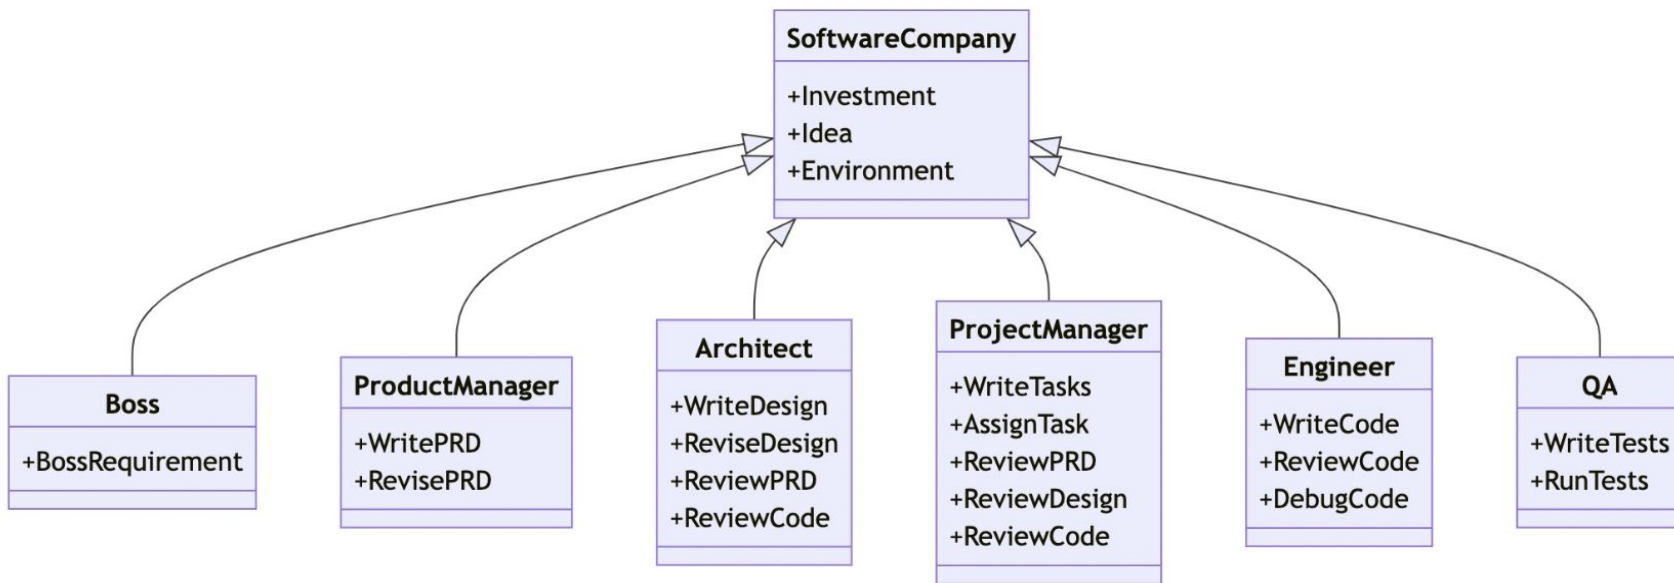 SoftwareCompany
+Investment
+Idea
+Environment
Boss
+BossRequirement
ProductManager
+WritePRD
+RevisePRD
Architect
+WriteDesign
+ReviseDesign
+ReviewPRD
+ReviewCode
ProjectManager
+WriteTasks
+AssignTask
+ReviewPRD
+ReviewDesign
+ReviewCode
Engineer
+WriteCode
+ReviewCode
+DebugCode
QA
+WriteTests
+RunTests